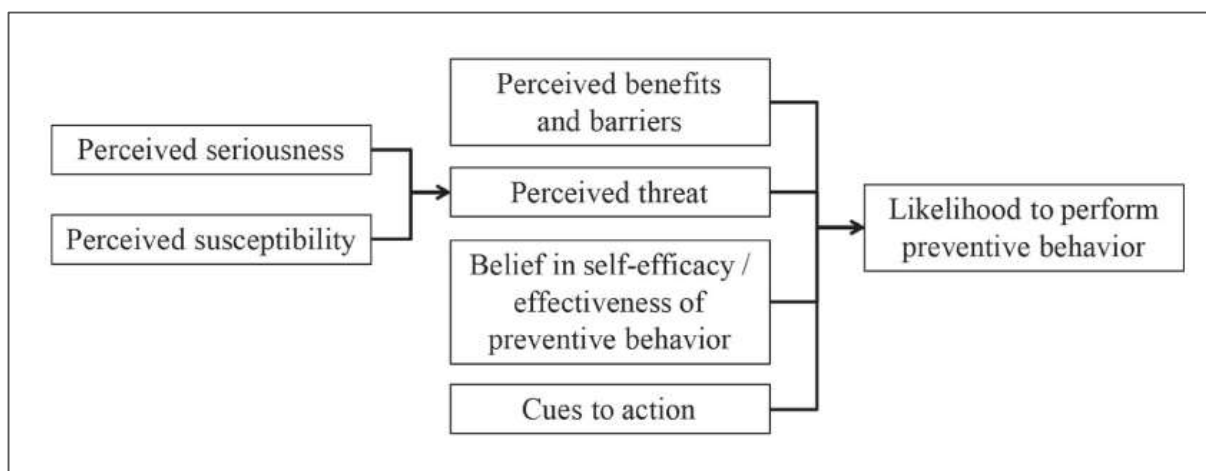 Perceived seriousness
Perceived susceptibility
Perceived benefits
and barriers
Perceived threat
Belief in self-efficacy /
effectiveness of
preventive behavior
Cues to action
Likelihood to perform
preventive behavior